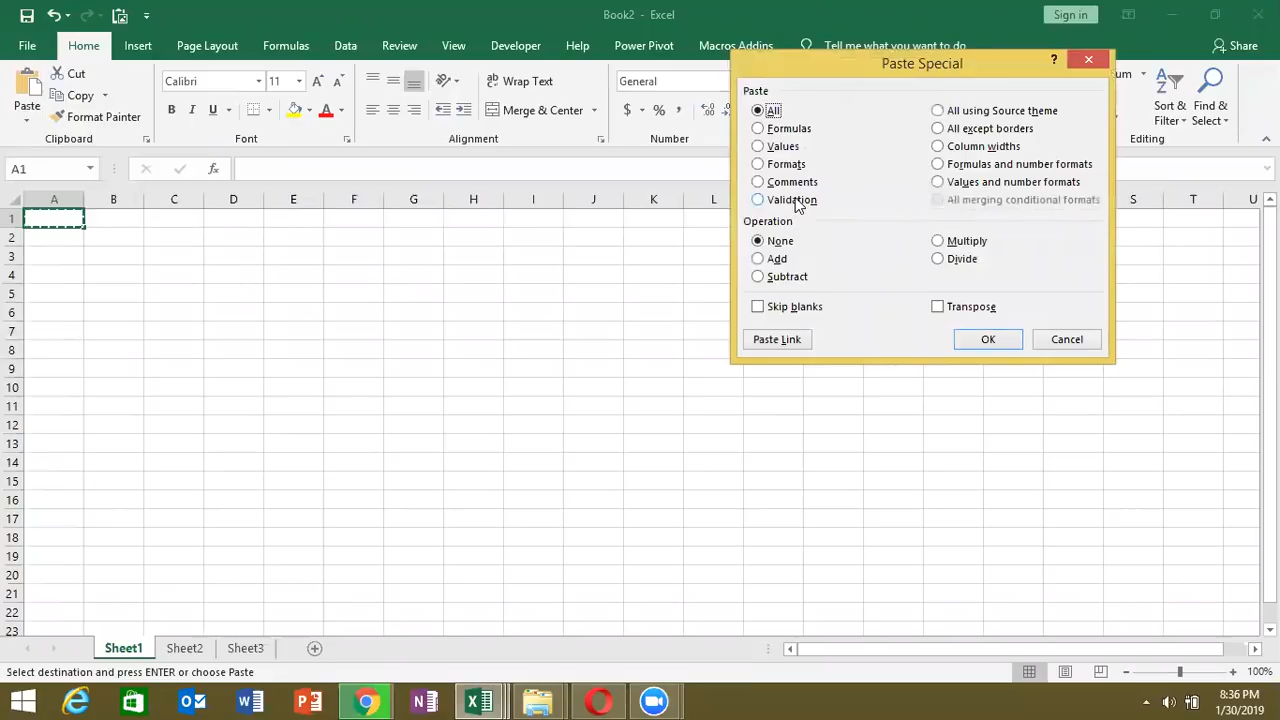 Book2 - Excel
Sign in
File Home Insert Page Layout Formulas Data Review View Developer Help Power Pivot Macros Addins Tell me what you want to do Share
Paste
Cut
Copy
Format Painter
Clipboard
Calibri 11
B I U
Font
Wrap Text
Merge & Center
Alignment
General
$ % ,
Number
Sort & Filter
Find & Select
Editing
A1
fx
A B C D E F G H I J K L S T U
1
2
3
4
5
6
7
8
9
10
11
12
13
14
15
16
17
18
19
20
21
22
23
Paste Special
?
Paste
All
All using Source theme
Formulas
All except borders
Values
Column widths
Formats
Formulas and number formats
Comments
Values and number formats
Validation
All merging conditional formats
Operation
None
Multiply
Add
Divide
Subtract
Skip blanks
Transpose
Paste Link
OK
Cancel
Sheet1 Sheet2 Sheet3
Select destination and press ENTER or choose Paste
100%
8:36 PM
1/30/2019